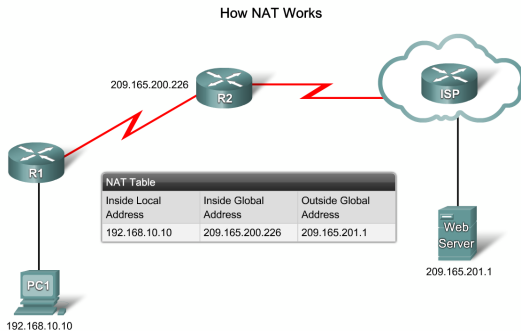 How NAT Works
209.165.200.226
R2
ISP
R1
NAT Table
Inside Local Address
Inside Global Address
Outside Global Address
192.168.10.10
209.165.200.226
209.165.201.1
Web Server
209.165.201.1
PC1
192.168.10.10